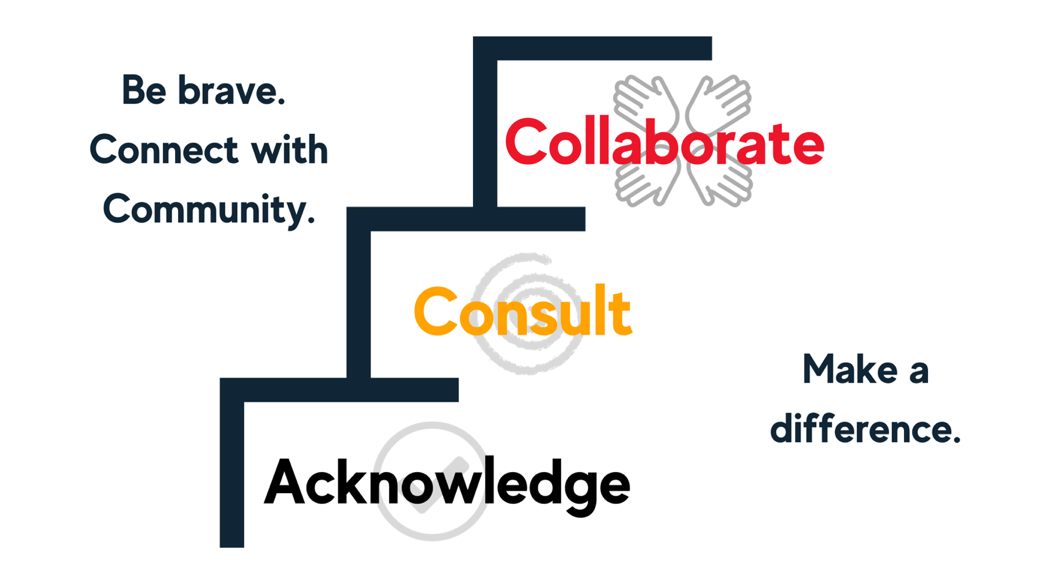 Be brave.
Connect with
Community.
Collaborate
Consult
Make a
difference.
Acknowledge